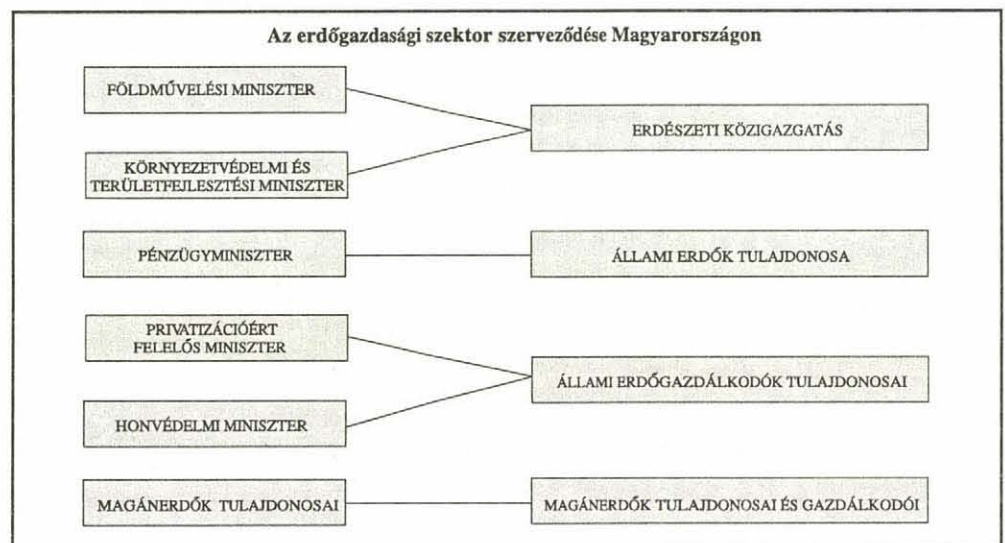 Az erdőgazdasági szektor szerveződése Magyarországon
FÖLDMŰVELÉSI MINISZTER
ERDÉSZETI KÖZIGAZGATÁS
KÖRNYEZETVÉDELMI ÉS
TERÜLETFEJLESZTÉSI MINISZTER
PÉNZÜGYMINISZTER
ÁLLAMI ERDŐK TULAJDONOSA
PRIVATIZÁCIÓÉRT
FELELŐS MINISZTER
ÁLLAMI ERDŐGAZDÁLKODÓK TULAJDONOSAI
HONVÉDELMI MINISZTER
MAGÁNERDŐK TULAJDONOSAI
MAGÁNERDŐK TULAJDONOSAI ÉS GAZDÁLKODÓI